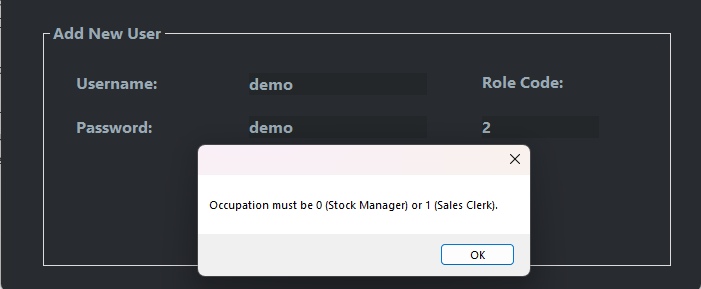 Add New User
Username:
demo
Role Code:
Password:
demo
2
Occupation must be 0 (Stock Manager) or 1 (Sales Clerk).
OK